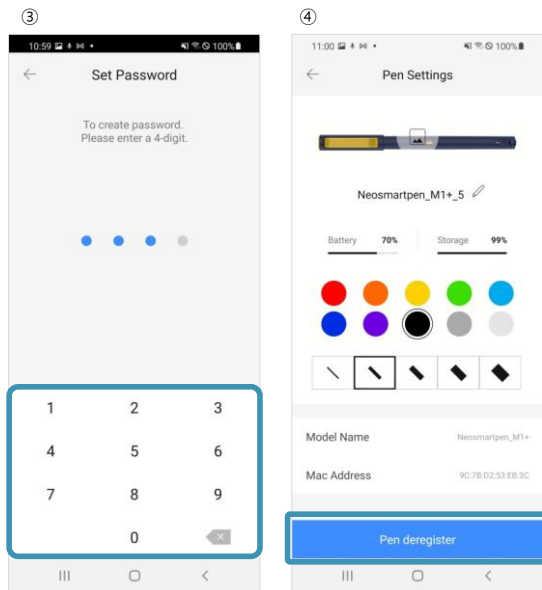 ③
10:59 100%
Set Password
To create password.
Please enter a 4-digit.
1 2 3
4 5 6
7 8 9
0
④
11:00 100%
Pen Settings
Neosmartpen_M1+_5
Battery 70% Storage 99%
Model Name Neosmartpen_M1+
Mac Address 9C:7B:D2:53:EB:3C
Pen deregister